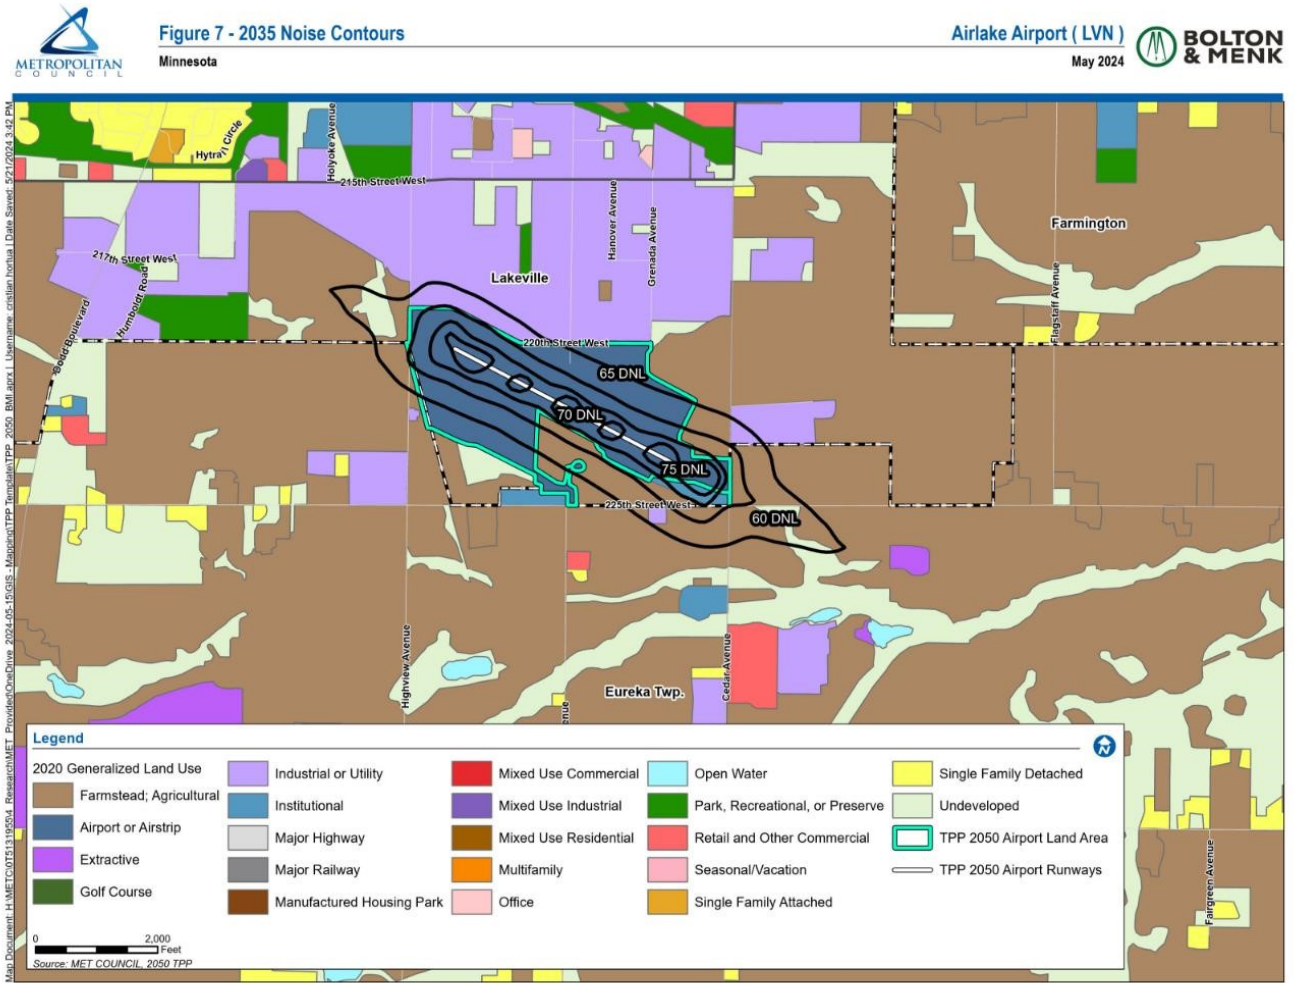 METROPOLITAN
COUNCIL
Figure 7 - 2035 Noise Contours
Minnesota
Airlake Airport ( LVN )
May 2024
BOLTON
& MENK
Hytrail Circle
Holyoke Avenue
215th Street West
Hanover Avenue
Grenada Avenue
Farmington
217th Street West
Humboldt Road
Dodd Boulevard
Lakeville
Flagstaff Avenue
220th Street West
65 DNL
70 DNL
75 DNL
225th Street West
60 DNL
Highview Avenue
Cedar Avenue
Eureka Twp.
enue
Fairgreen Avenue
Legend
2020 Generalized Land Use
Farmstead; Agricultural
Airport or Airstrip
Extractive
Golf Course
Industrial or Utility
Institutional
Major Highway
Major Railway
Manufactured Housing Park
Mixed Use Commercial
Mixed Use Industrial
Mixed Use Residential
Multifamily
Office
Open Water
Park, Recreational, or Preserve
Retail and Other Commercial
Seasonal/Vacation
Single Family Attached
Single Family Detached
Undeveloped
TPP 2050 Airport Land Area
TPP 2050 Airport Runways
N
0 2,000
Feet
Source: MET COUNCIL, 2050 TPP